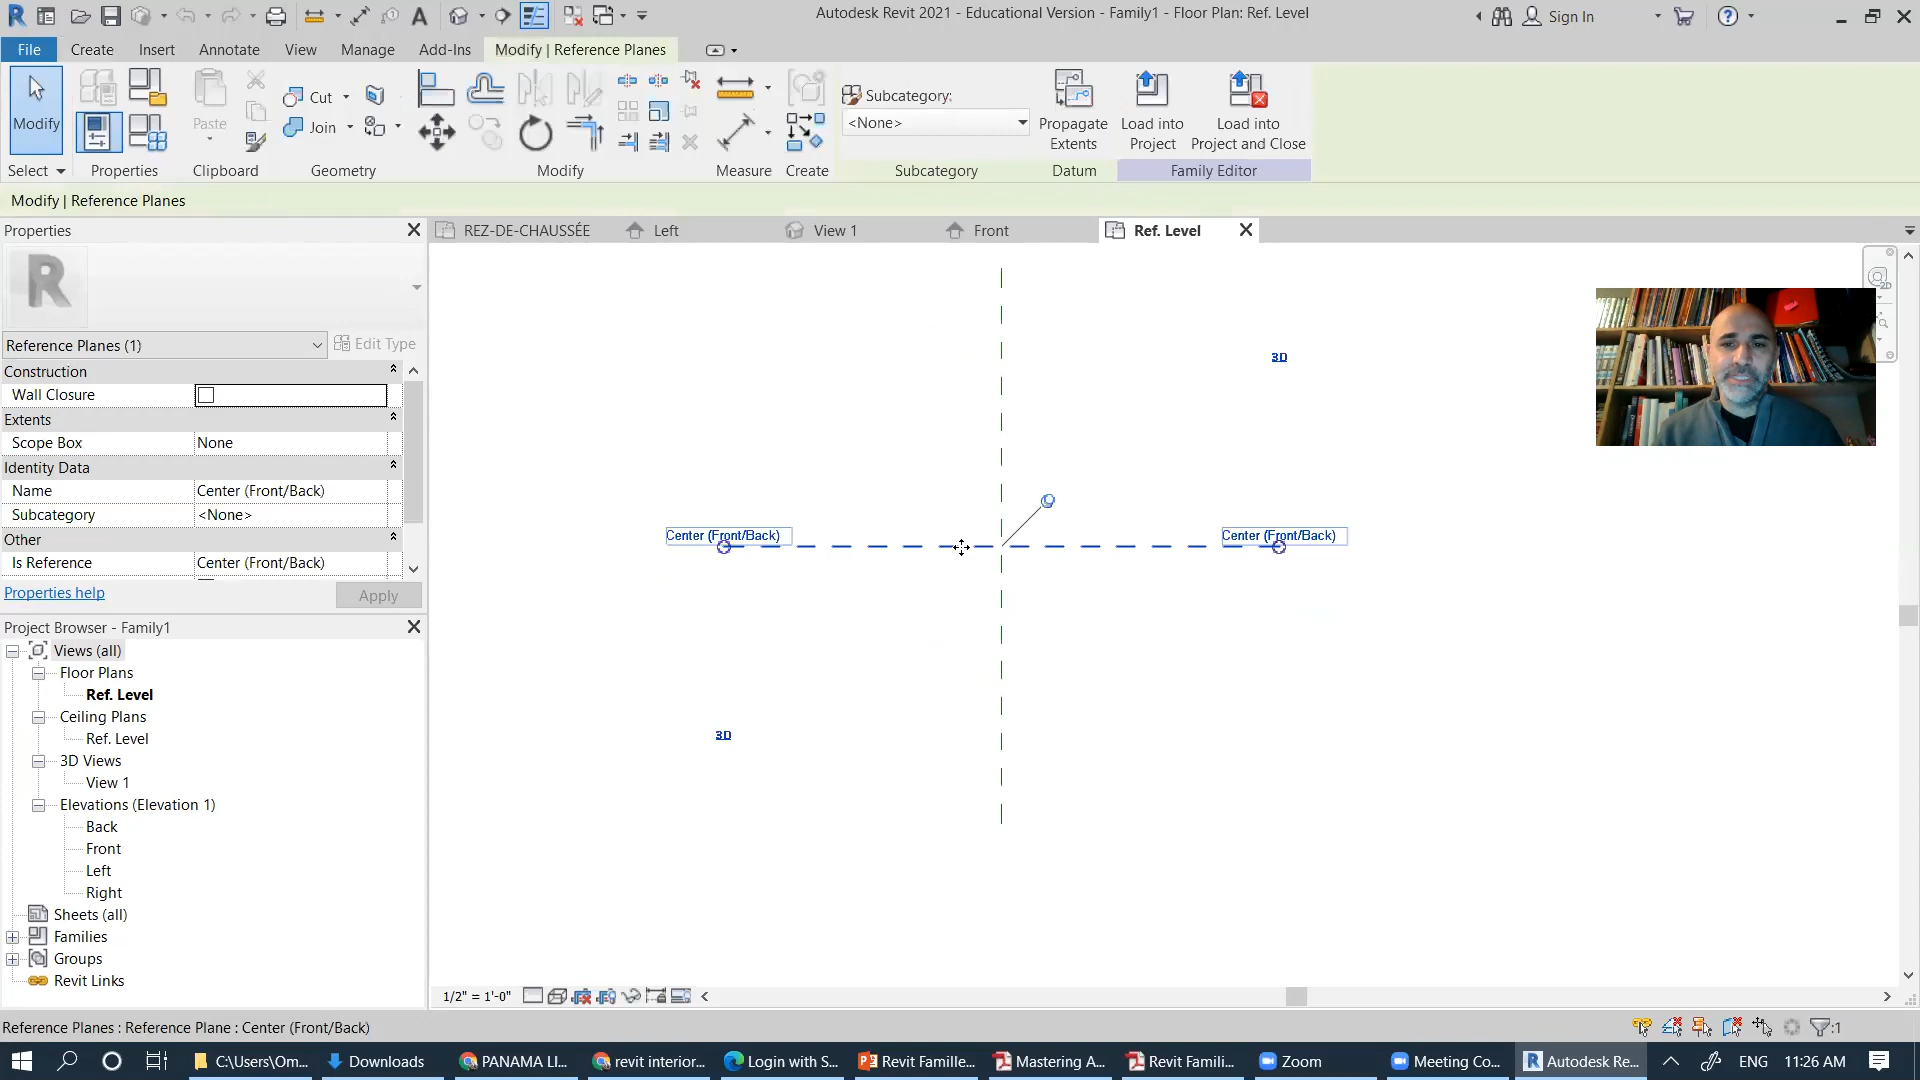 Autodesk Revit 2021 - Educational Version - Family1 - Floor Plan: Ref. Level
Sign In
File Create Insert Annotate View Manage Add-Ins Modify | Reference Planes
Modify
Paste
Cut
Join
Subcategory:
<None>
Propagate Extents
Load into Project
Load into Project and Close
Select Properties Clipboard Geometry Modify Measure Create Subcategory Datum Family Editor
Modify | Reference Planes
Properties
REZ-DE-CHAUSSÉE Left View 1 Front Ref. Level
2D
R
Reference Planes (1)
Edit Type
Construction
Wall Closure
Extents
Scope Box None
Identity Data
Name Center (Front/Back)
Subcategory <None>
Other
Is Reference Center (Front/Back)
Properties help
Apply
3D
Center (Front/Back)
Center (Front/Back)
3D
Project Browser - Family1
Views (all)
Floor Plans
Ref. Level
Ceiling Plans
Ref. Level
3D Views
View 1
Elevations (Elevation 1)
Back
Front
Left
Right
Sheets (all)
Families
Groups
Revit Links
1/2" = 1'-0"
Reference Planes : Reference Plane : Center (Front/Back)
:1
C:\Users\Om...
Downloads
PANAMA LI...
revit interior...
Login with S...
Revit Famille...
Mastering A...
Revit Famili...
Zoom
Meeting Co...
Autodesk Re...
ENG
11:26 AM